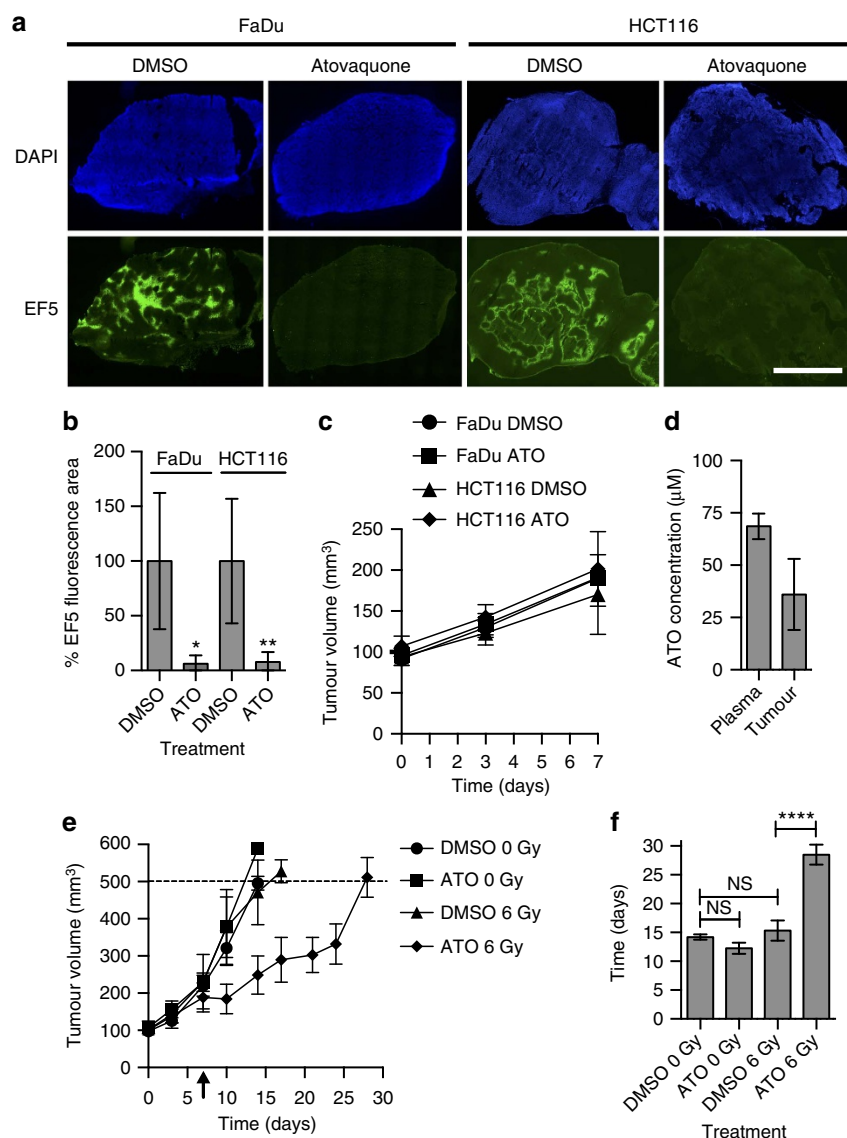 a
FaDu HCT116
DMSO Atovaquone DMSO Atovaquone
DAPI
EF5
b
% EF5 fluorescence area
200
150
100
50
0
FaDu HCT116
* **
DMSO ATO DMSO ATO
Treatment
c
FaDu DMSO
FaDu ATO
HCT116 DMSO
HCT116 ATO
Tumour volume (mm³)
200
150
100
50
0
0 1 2 3 4 5 6 7
Time (days)
d
ATO concentration (µM)
100
75
50
25
0
Plasma Tumour
e
Tumour volume (mm³)
600
500
400
300
200
100
0
0 5 10 15 20 25 30
Time (days)
DMSO 0 Gy
ATO 0 Gy
DMSO 6 Gy
ATO 6 Gy
f
Time (days)
30
25
20
15
10
5
0
****
NS
NS
DMSO 0 Gy ATO 0 Gy DMSO 6 Gy ATO 6 Gy
Treatment